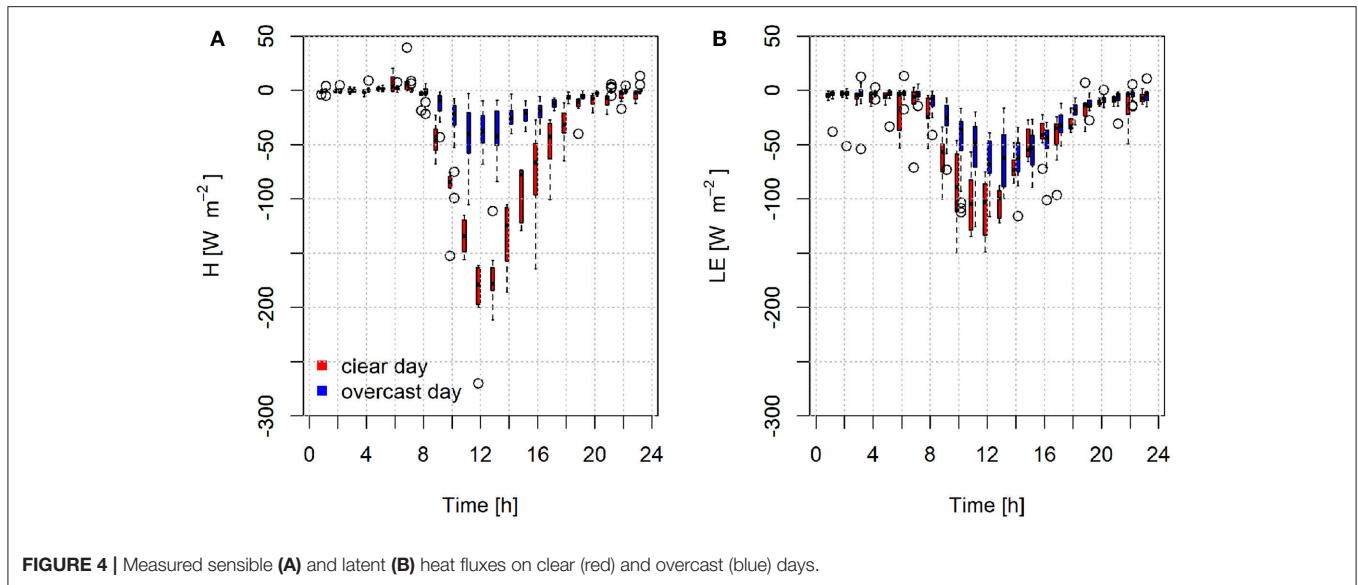 A
B
50
0
-50
-100
-200
-300
H [W m⁻²]
clear day
overcast day
0 4 8 12 16 20 24
Time [h]
50
0
-50
-100
-200
-300
LE [W m⁻²]
0 4 8 12 16 20 24
Time [h]
FIGURE 4 | Measured sensible (A) and latent (B) heat fluxes on clear (red) and overcast (blue) days.